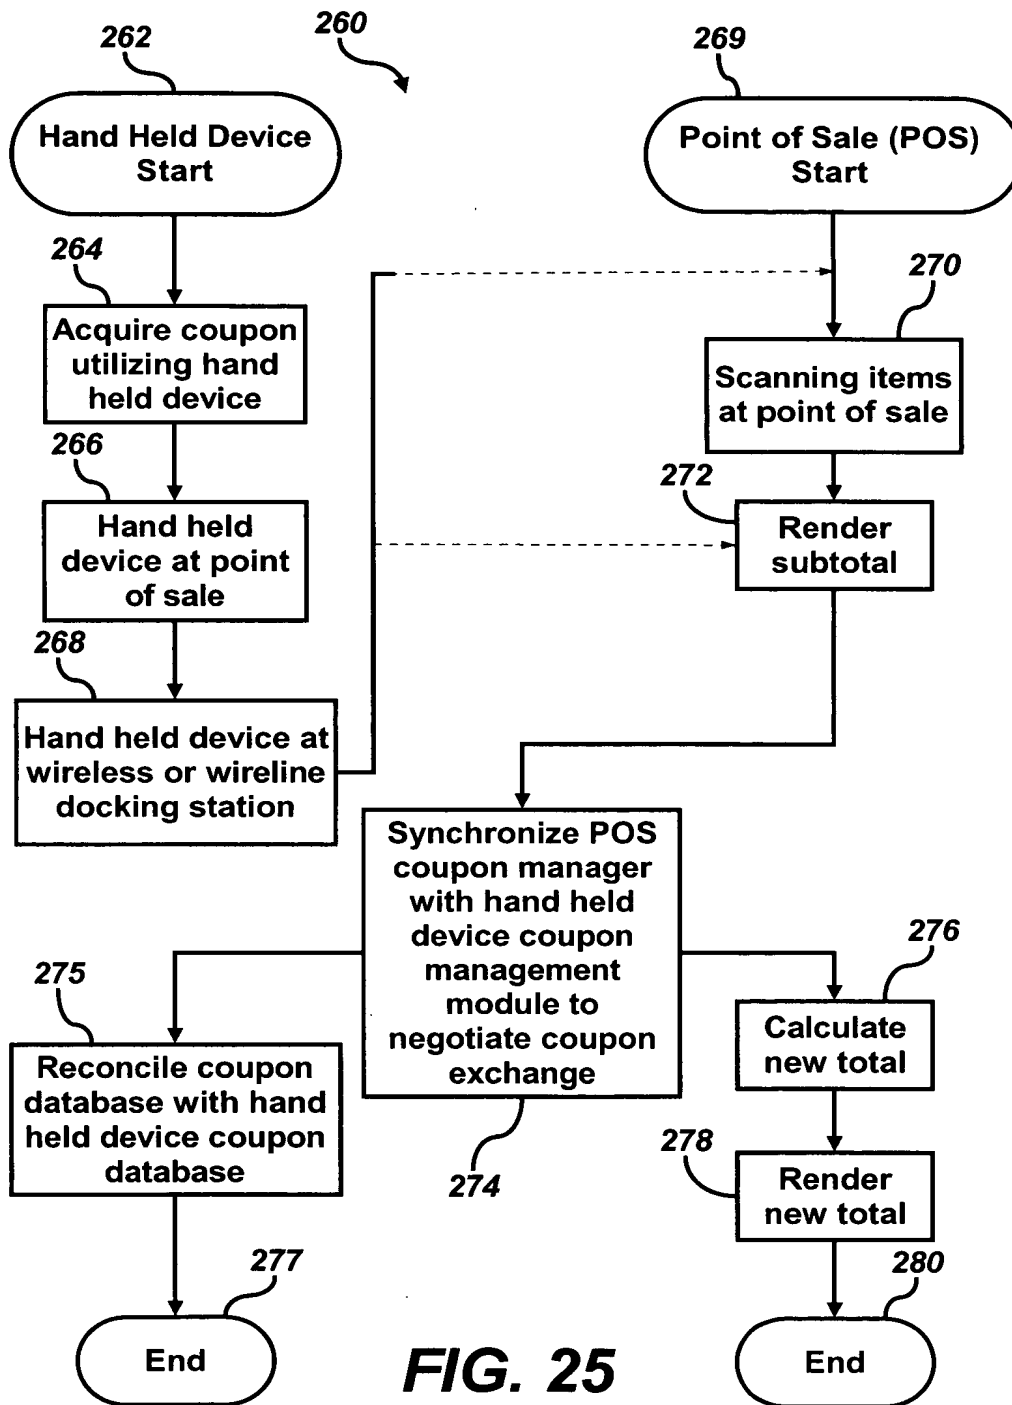 262
260
269
Hand Held Device
Start
Point of Sale (POS)
Start
264
270
Acquire coupon
utilizing hand
held device
Scanning items
at point of sale
266
272
Hand held
device at point
of sale
Render
subtotal
268
Hand held device at
wireless or wireline
docking station
Synchronize POS
coupon manager
with hand held
device coupon
management
module to
negotiate coupon
exchange
274
275
276
Reconcile coupon
database with hand
held device coupon
database
Calculate
new total
278
Render
new total
277
280
End
End
FIG. 25